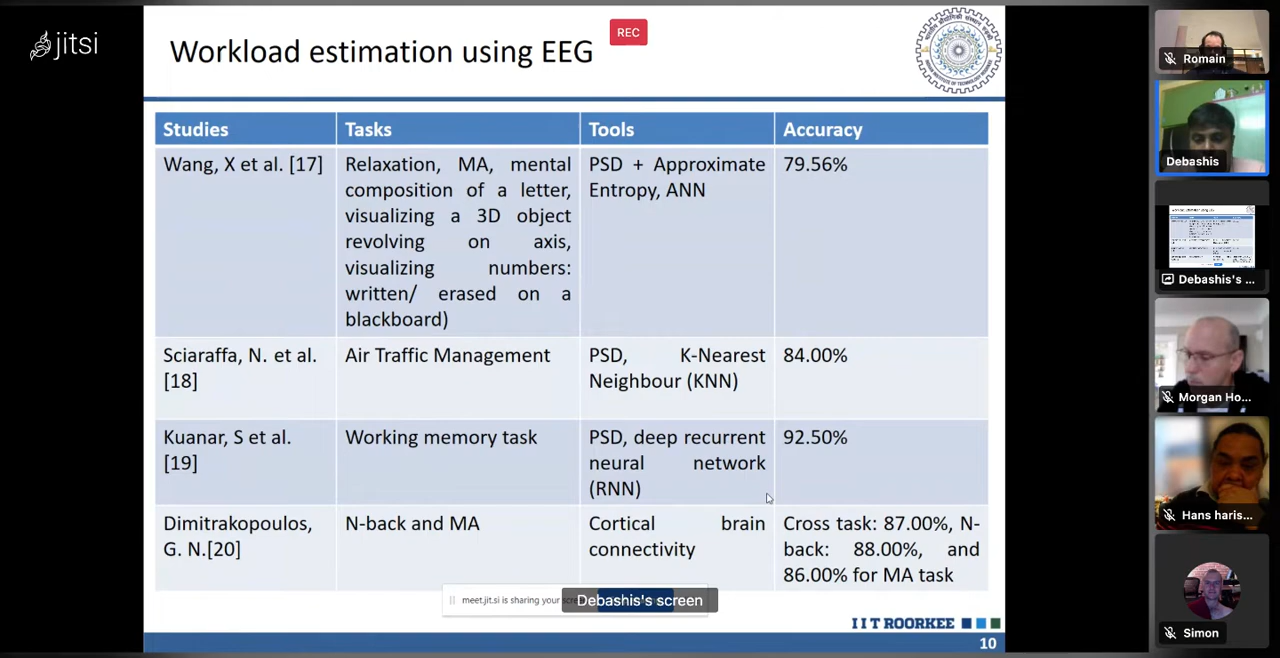 jitsi
Workload estimation using EEG
REC
Studies
Tasks
Tools
Accuracy
Wang, X et al. [17]
Relaxation, MA, mental
composition of a letter,
visualizing a 3D object
revolving on axis,
visualizing numbers:
written/ erased on a
blackboard)
PSD + Approximate
Entropy, ANN
79.56%
Sciaraffa, N. et al.
[18]
Air Traffic Management
PSD, K-Nearest
Neighbour (KNN)
84.00%
Kuanar, S et al.
[19]
Working memory task
PSD, deep recurrent
neural network
(RNN)
92.50%
Dimitrakopoulos,
G. N.[20]
N-back and MA
Cortical brain
connectivity
Cross task: 87.00%, N-
back: 88.00%, and
86.00% for MA task
meet.jit.si is sharing your
Debashis's screen
IIT ROORKEE
10
Romain
Debashis
Debashis's ...
Morgan Ho...
Hans haris...
Simon